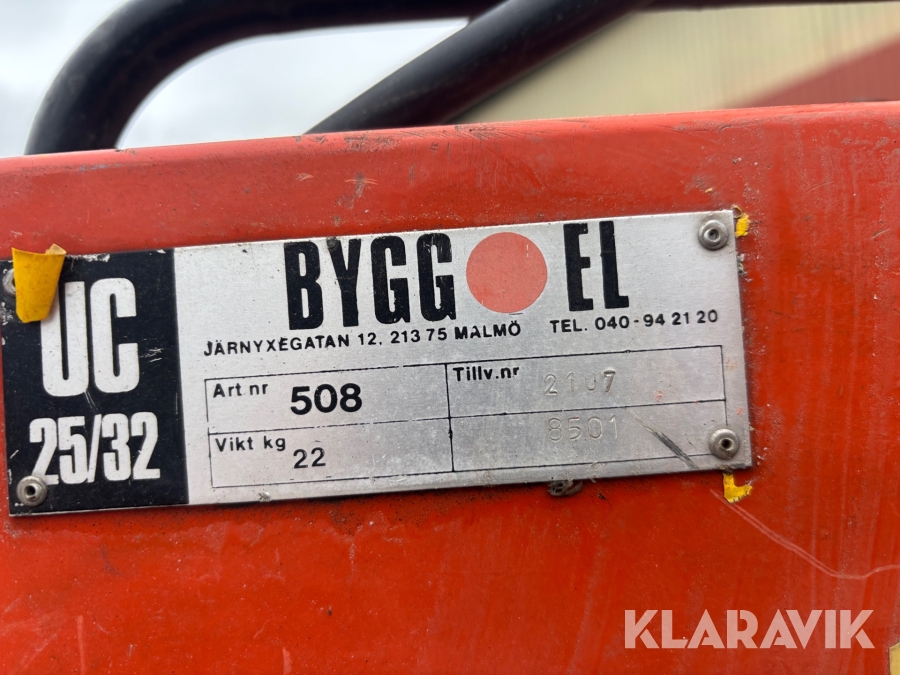 UC
25/32
BYGG EL
JÄRNYXEGATAN 12, 213 75 MALMÖ TEL. 040-94 21 20
Art nr 508
Tillv.nr 2107
8501
Vikt kg 22
KLARAVIK